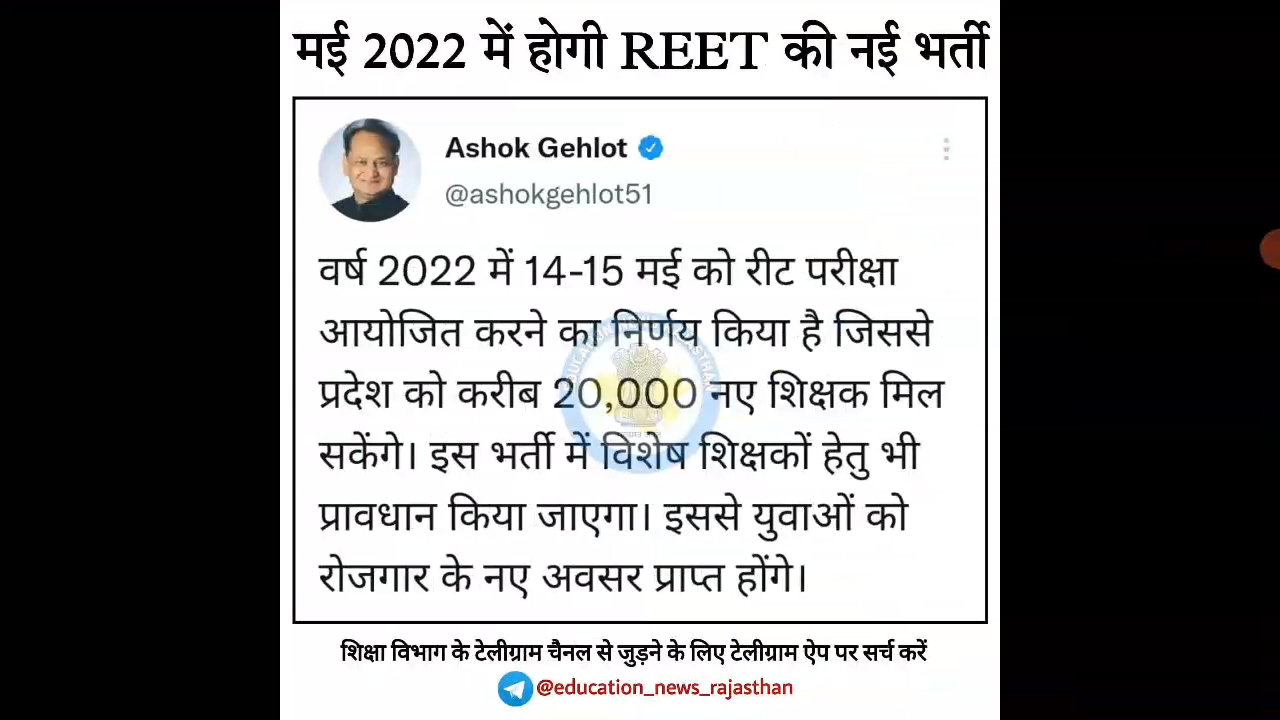 मई 2022 में होगी REET की नई भर्ती
Ashok Gehlot
@ashokgehlot51
वर्ष 2022 में 14-15 मई को रीट परीक्षा
आयोजित करने का निर्णय किया है जिससे
प्रदेश को करीब 20,000 नए शिक्षक मिल
सकेंगे। इस भर्ती में विशेष शिक्षकों हेतु भी
प्रावधान किया जाएगा। इससे युवाओं को
रोजगार के नए अवसर प्राप्त होंगे।
शिक्षा विभाग के टेलीग्राम चैनल से जुड़ने के लिए टेलीग्राम ऐप पर सर्च करें
@education_news_rajasthan